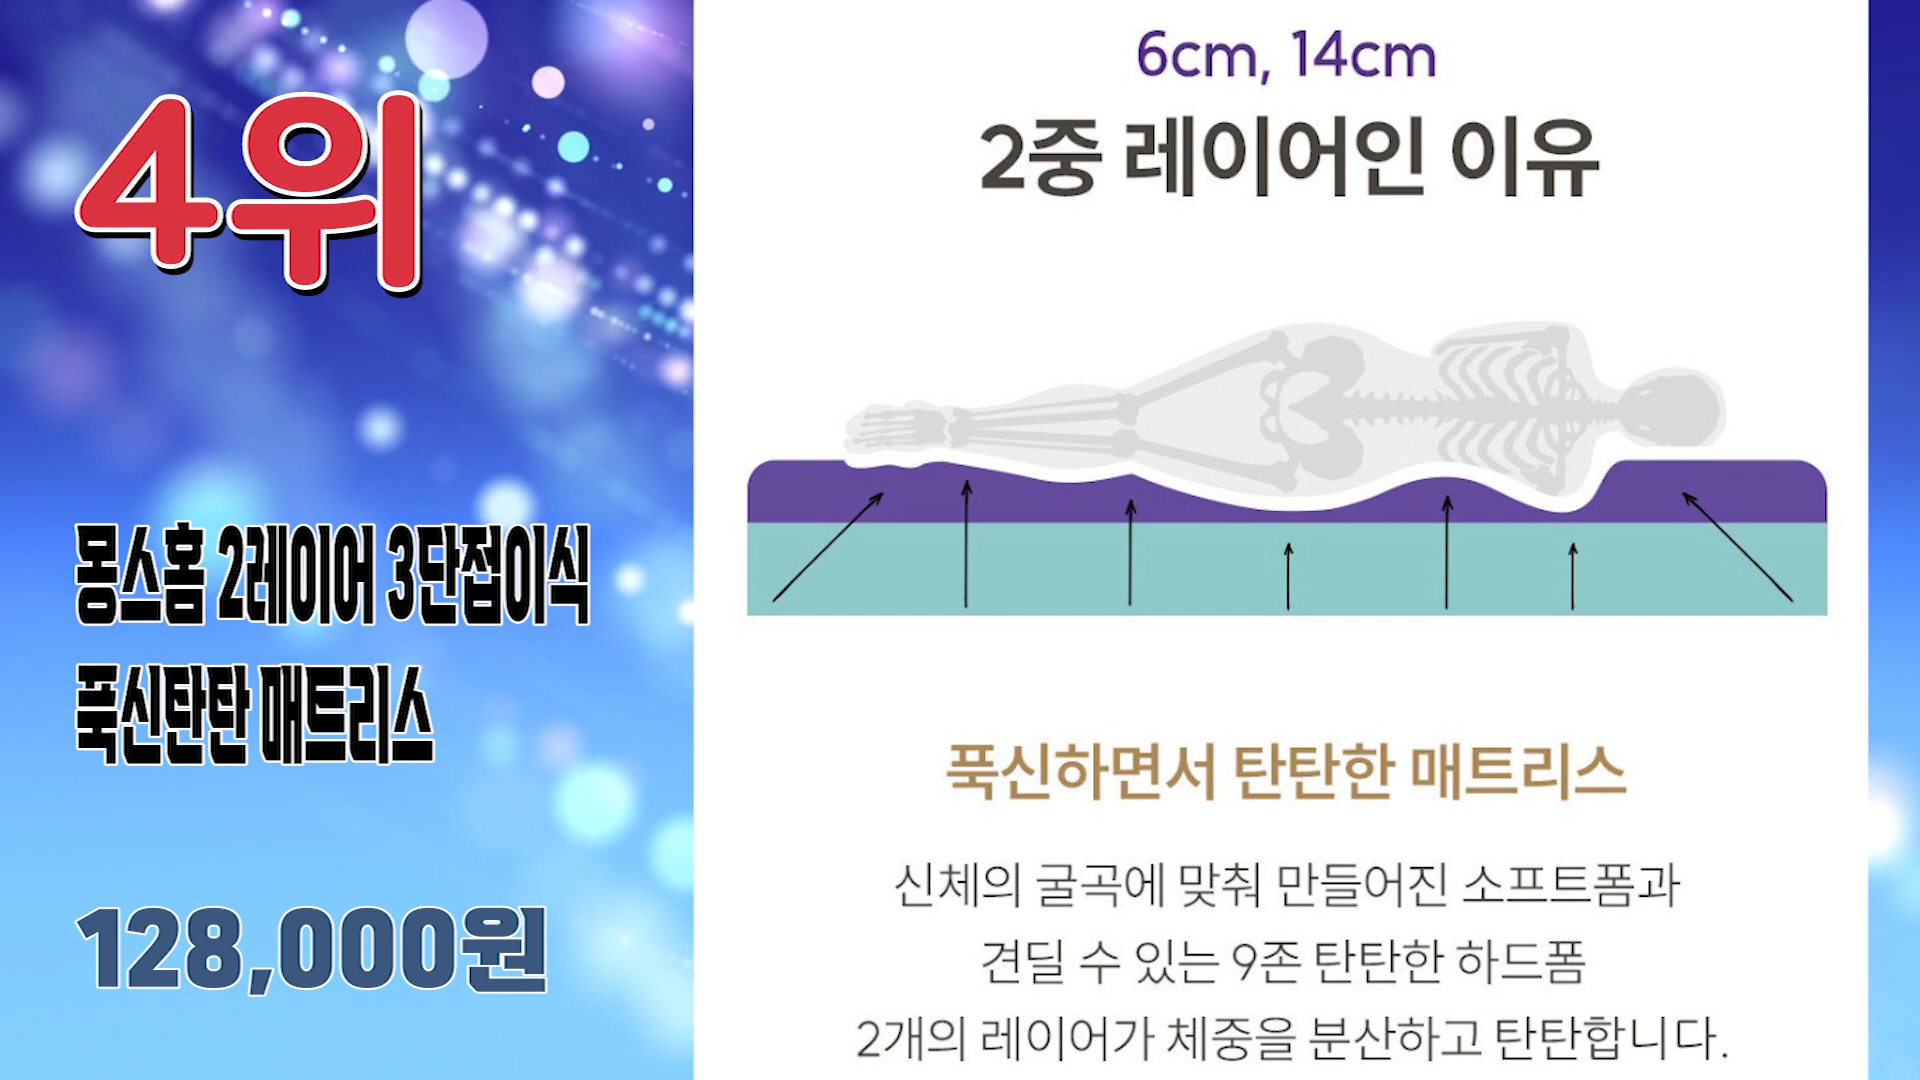 4위
몽스홈 2레이어 3단접이식
푹신탄탄 매트리스
128,000원
6cm, 14cm
2중 레이어인 이유
푹신하면서 탄탄한 매트리스
신체의 굴곡에 맞춰 만들어진 소프트폼과
견딜 수 있는 9존 탄탄한 하드폼
2개의 레이어가 체중을 분산하고 탄탄합니다.